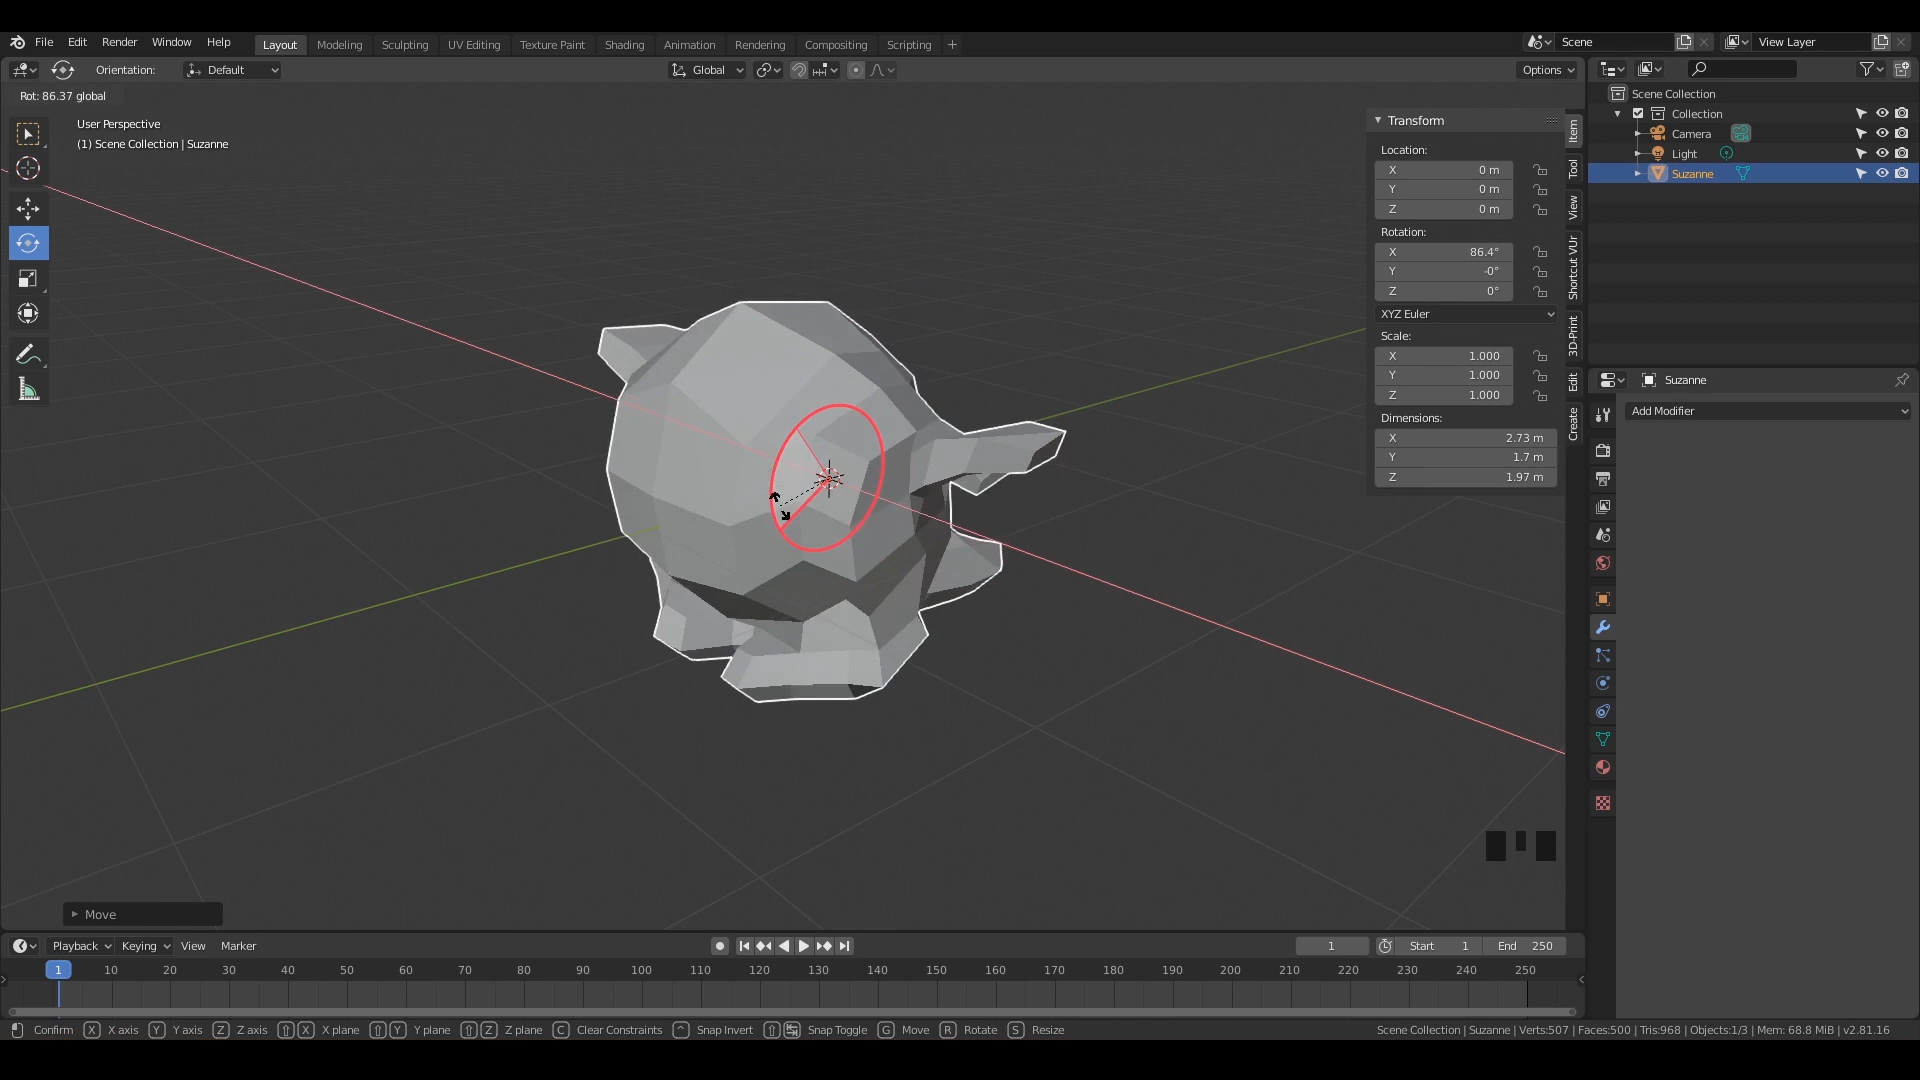 File Edit Render Window Help Layout Modeling Sculpting UV Editing Texture Paint Shading Animation Rendering Compositing Scripting + Scene View Layer
Orientation: Default Global Options
Rot: 86.37 global
User Perspective
(1) Scene Collection | Suzanne
Transform
Location:
X 0 m
Y 0 m
Z 0 m
Rotation:
X 86.4°
Y -0°
Z 0°
XYZ Euler
Scale:
X 1.000
Y 1.000
Z 1.000
Dimensions:
X 2.73 m
Y 1.7 m
Z 1.97 m
Item
Tool
View
Shortcut VUr
3D-Print
Edit
Create
Scene Collection
Collection
Camera
Light
Suzanne
Suzanne
Add Modifier
Move
Playback Keying View Marker 1 Start 1 End 250
1 10 20 30 40 50 60 70 80 90 100 110 120 130 140 150 160 170 180 190 200 210 220 230 240 250
Confirm X X axis Y Y axis Z Z axis X X plane Y Y plane Z Z plane C Clear Constraints ^ Snap Invert Snap Toggle G Move R Rotate S Resize Scene Collection | Suzanne | Verts:507 | Faces:500 | Tris:968 | Objects:1/3 | Mem: 68.8 MiB | v2.81.16